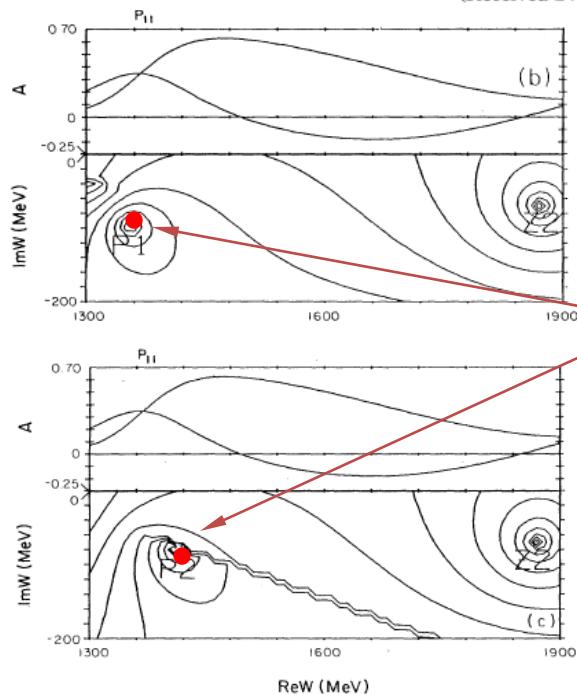 P11
0.70
A
(b)
0
-0.25
0
ImW (MeV)
P1
Z2
-200
1300
1600
1900
P11
0.70
A
0
-0.25
0
ImW (MeV)
P2
Z2
(c)
-200
1300
1600
1900
ReW (MeV)